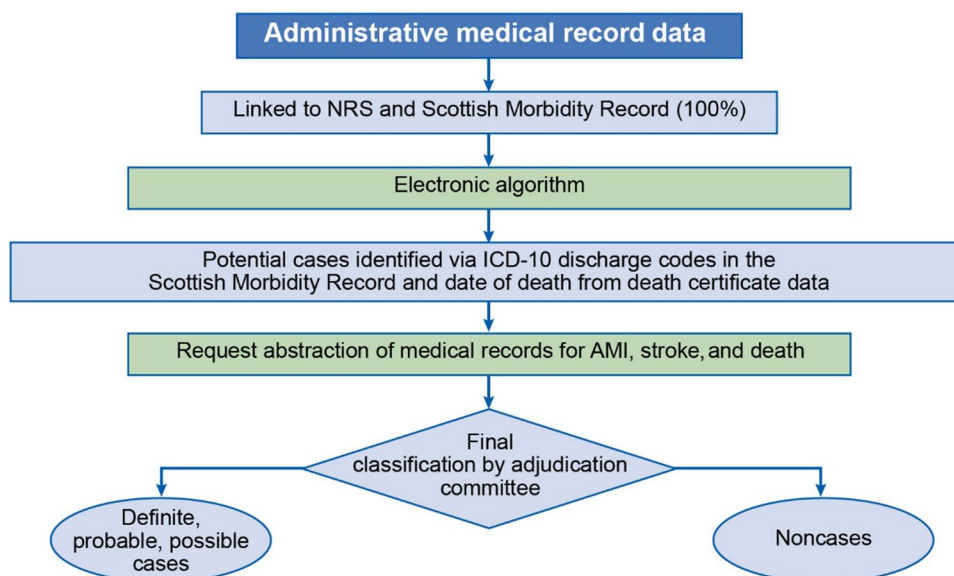 Administrative medical record data
Linked to NRS and Scottish Morbidity Record (100%)
Electronic algorithm
Potential cases identified via ICD-10 discharge codes in the
Scottish Morbidity Record and date of death from death certificate data
Request abstraction of medical records for AMI, stroke, and death
Final
classification by adjudication
committee
Definite,
probable, possible
cases
Noncases